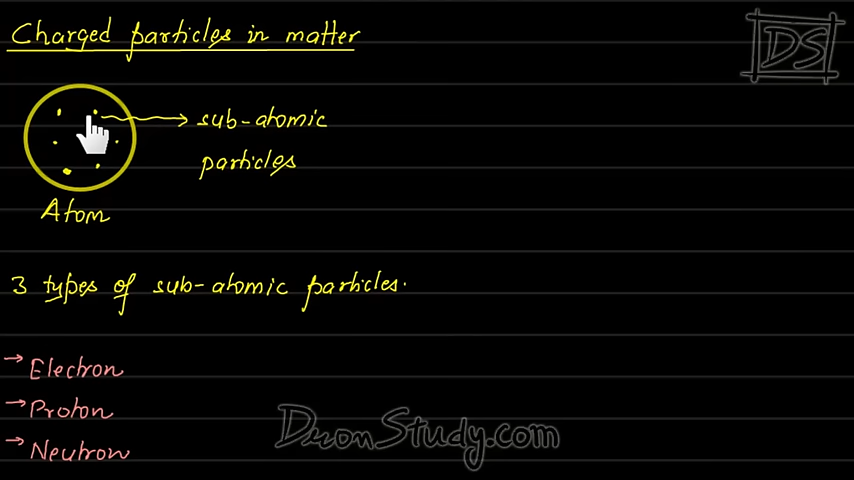 Charged particles in matter
DS
sub-atomic
particles
Atom
3 types of sub-atomic particles.
→ Electron
→ Proton
→ Neutron
DronStudy.com